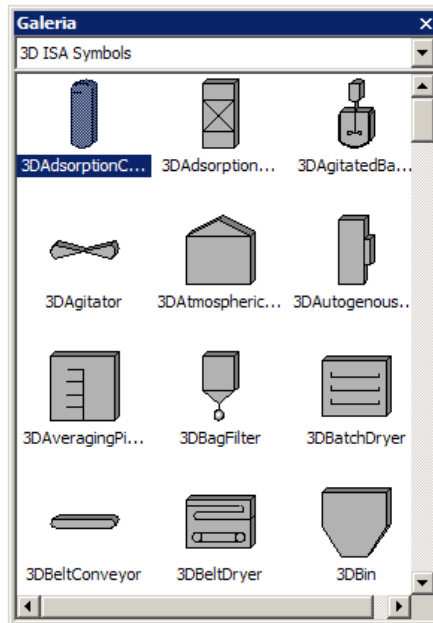 Galeria
3D ISA Symbols
3DAdsorptionC... 3DAdsorption... 3DAgitatedBa...
3DAgitator 3DAtmospheric... 3DAutogenous...
3DAveragingPi... 3DBagFilter 3DBatchDryer
3DBeltConveyor 3DBeltDryer 3DBin